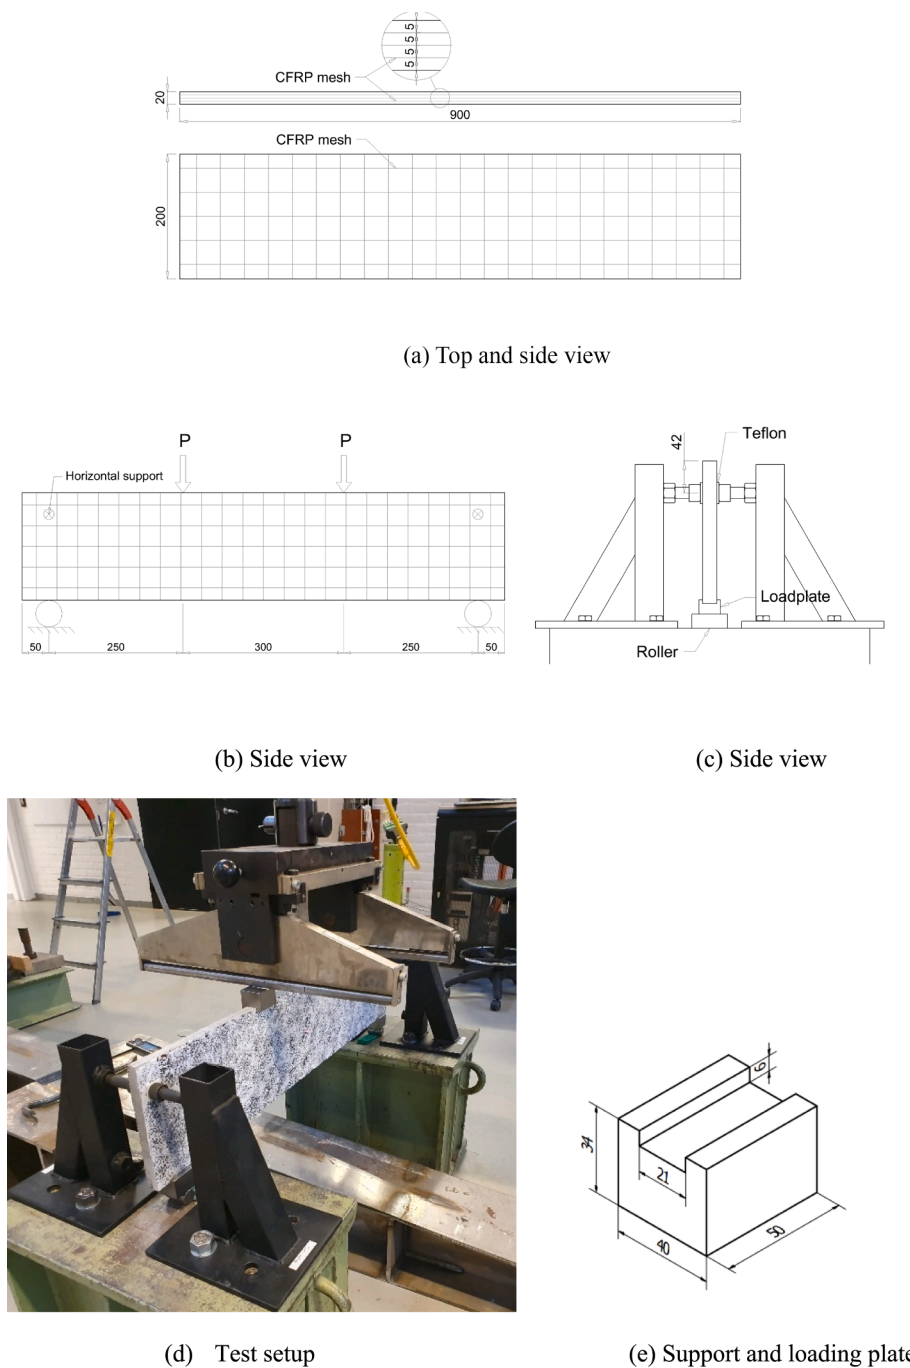 5 5 5 5
CFRP mesh
20
900
CFRP mesh
200
(a) Top and side view
P P
Horizontal support
50 250 300 250 50
42
Teflon
Loadplate
Roller
(b) Side view
(c) Side view
6
34
21
40
50
(d) Test setup
(e) Support and loading plate